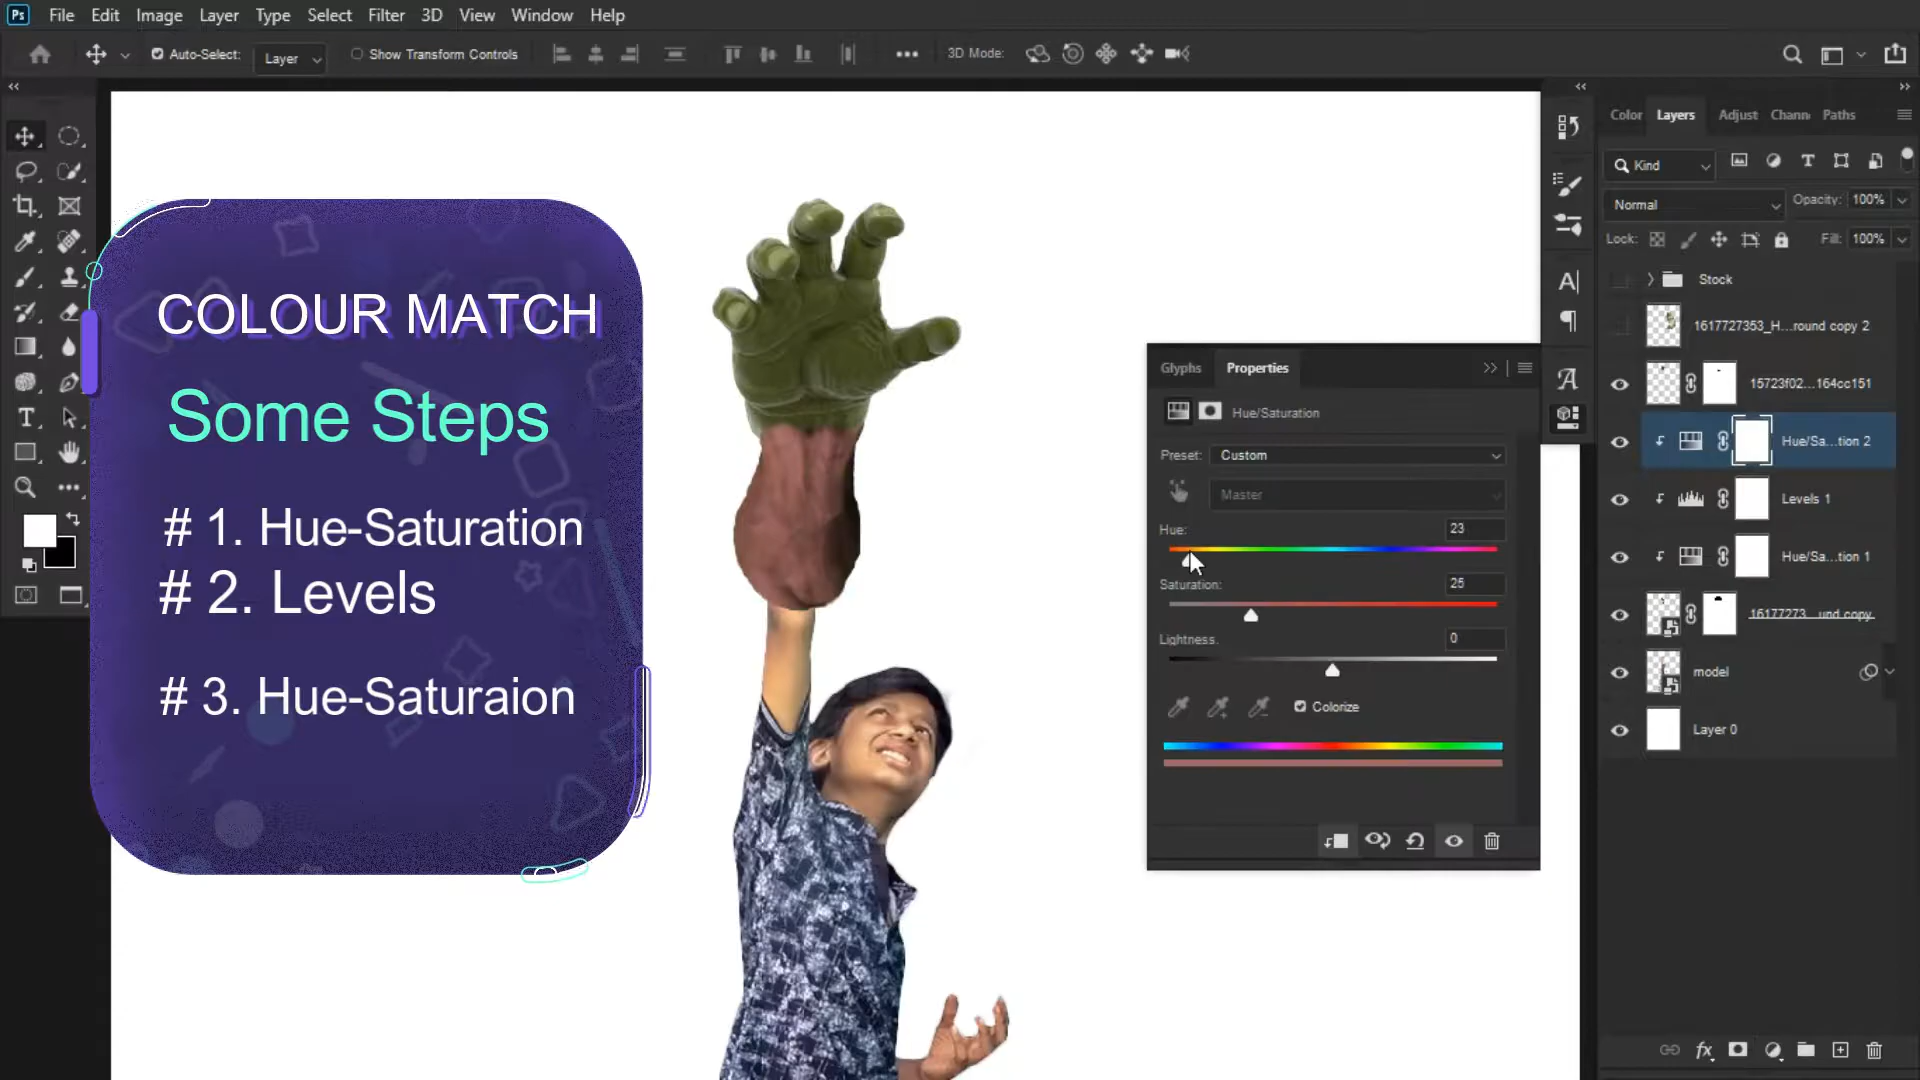 Ps File Edit Image Layer Type Select Filter 3D View Window Help
Auto-Select: Layer Show Transform Controls 3D Mode:
Color Layers Adjust Chann Paths
Kind
Normal Opacity: 100%
Lock: Fill: 100%
Stock
1617727353_H...round copy 2
15723f02...164cc151
Hue/Sa...tion 2
Levels 1
Hue/Sa...tion 1
16177273...und copy
model
Layer 0
COLOUR MATCH
Some Steps
# 1. Hue-Saturation
# 2. Levels
# 3. Hue-Saturaion
Glyphs Properties
Hue/Saturation
Preset: Custom
Master
Hue: 23
Saturation: 25
Lightness: 0
Colorize